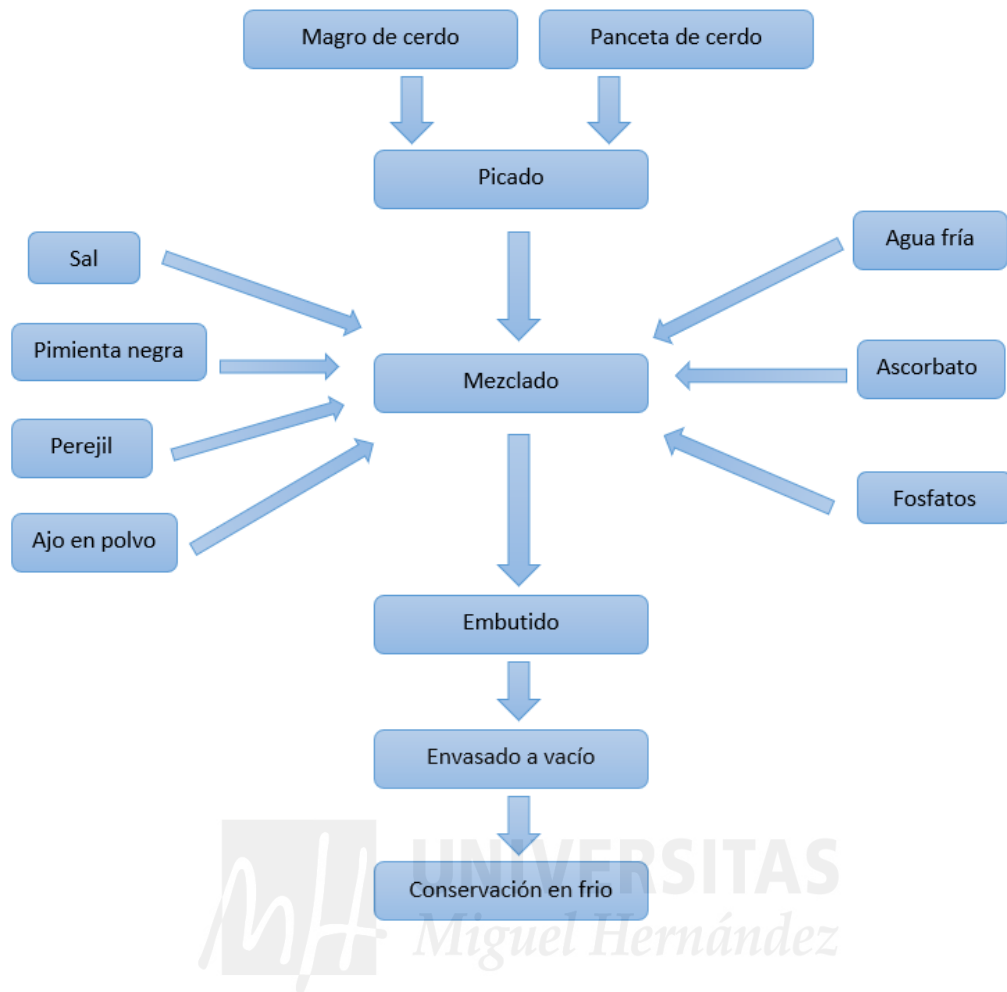 Magro de cerdo
Panceta de cerdo
Picado
Sal
Agua fría
Pimienta negra
Mezclado
Ascorbato
Perejil
Fosfatos
Ajo en polvo
Embutido
Envasado a vacío
Conservación en frio
UNIVERSITAS
Miguel Hernández